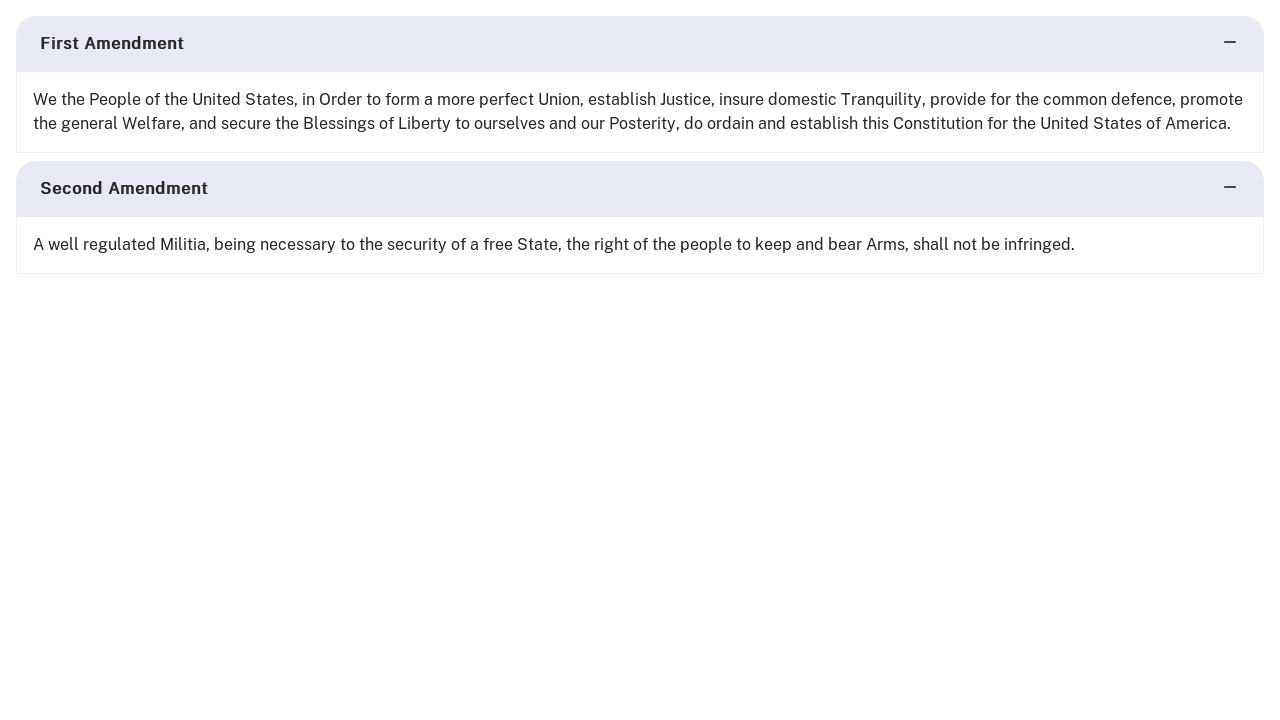 First Amendment
We the People of the United States, in Order to form a more perfect Union, establish Justice, insure domestic Tranquility, provide for the common defence, promote
the general Welfare, and secure the Blessings of Liberty to ourselves and our Posterity, do ordain and establish this Constitution for the United States of America.
Second Amendment
A well regulated Militia, being necessary to the security of a free State, the right of the people to keep and bear Arms, shall not be infringed.